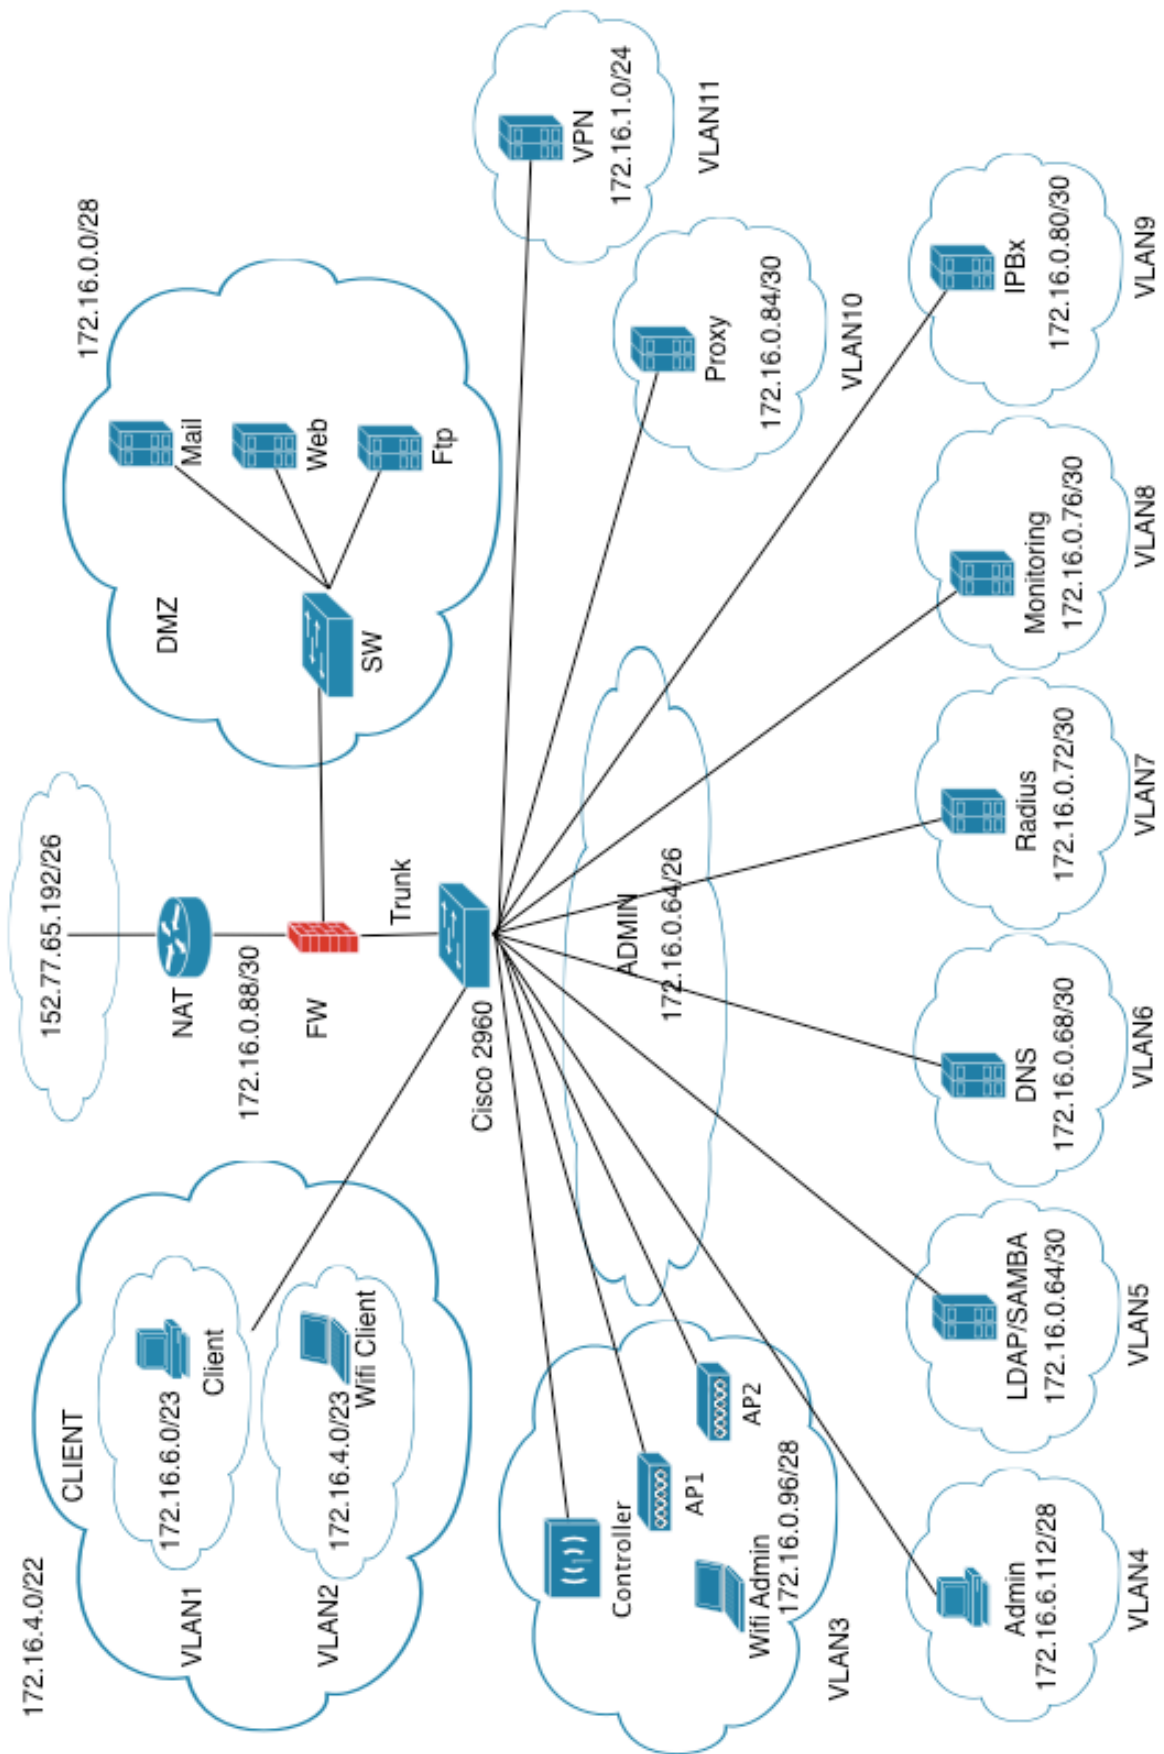 172.16.4.0/22
CLIENT
VLAN1
172.16.6.0/23
Client
VLAN2
172.16.4.0/23
Wifi Client
152.77.65.192/26
NAT
172.16.0.88/30
FW
Trunk
Cisco 2960
172.16.0.0/28
DMZ
SW
Mail
Web
Ftp
VPN
172.16.1.0/24
VLAN11
Proxy
172.16.0.84/30
VLAN10
ADMIN
172.16.0.64/26
Controller
AP1
AP2
Wifi Admin
172.16.0.96/28
VLAN3
Admin
172.16.6.112/28
VLAN4
LDAP/SAMBA
172.16.0.64/30
VLAN5
DNS
172.16.0.68/30
VLAN6
Radius
172.16.0.72/30
VLAN7
Monitoring
172.16.0.76/30
VLAN8
IPBx
172.16.0.80/30
VLAN9